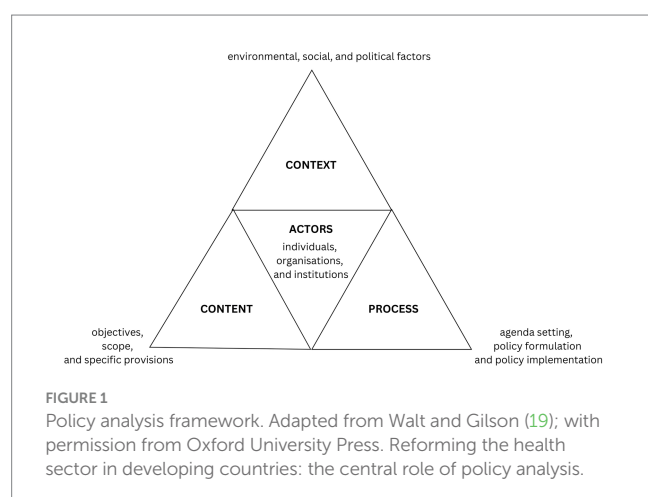 environmental, social, and political factors
CONTEXT
ACTORS
individuals,
organisations,
and institutions
CONTENT
PROCESS
objectives,
scope,
and specific provisions
agenda setting,
policy formulation
and policy implementation
FIGURE 1
Policy analysis framework. Adapted from Walt and Gilson (19); with
permission from Oxford University Press. Reforming the health
sector in developing countries: the central role of policy analysis.